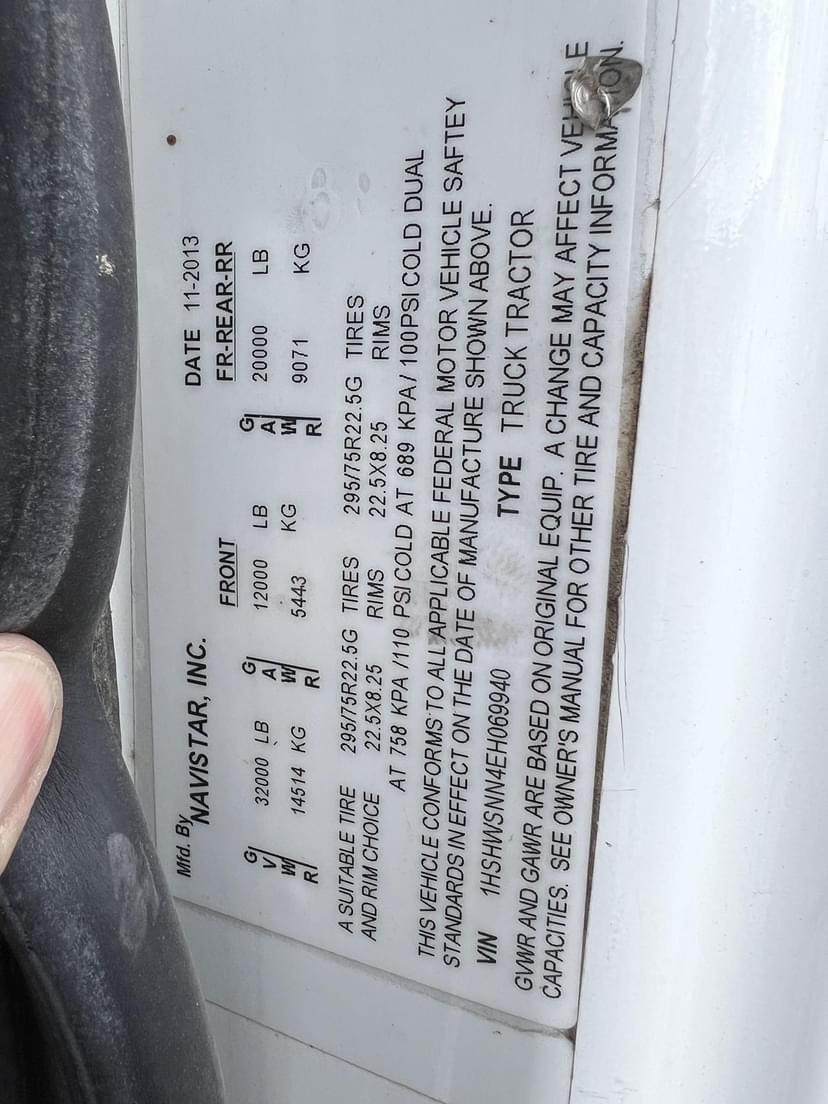 Mfd. By
NAVISTAR, INC.
DATE 11-2013
FRONT
FR-REAR-RR
GVWR 32000 LB GAWR 12000 LB GAWR 20000 LB
14514 KG 5443 KG 9071 KG
A SUITABLE TIRE 295/75R22.5G TIRES 295/75R22.5G TIRES
AND RIM CHOICE 22.5X8.25 RIMS 22.5X8.25 RIMS
AT 758 KPA /110 PSI COLD AT 689 KPA/ 100PSI COLD DUAL
THIS VEHICLE CONFORMS TO ALL APPLICABLE FEDERAL MOTOR VEHICLE SAFTEY
STANDARDS IN EFFECT ON THE DATE OF MANUFACTURE SHOWN ABOVE.
VIN 1HSHWSNN4EH069940 TYPE TRUCK TRACTOR
GVWR AND GAWR ARE BASED ON ORIGINAL EQUIP. A CHANGE MAY AFFECT VEHICLE
CAPACITIES. SEE OWNER'S MANUAL FOR OTHER TIRE AND CAPACITY INFORMATION.